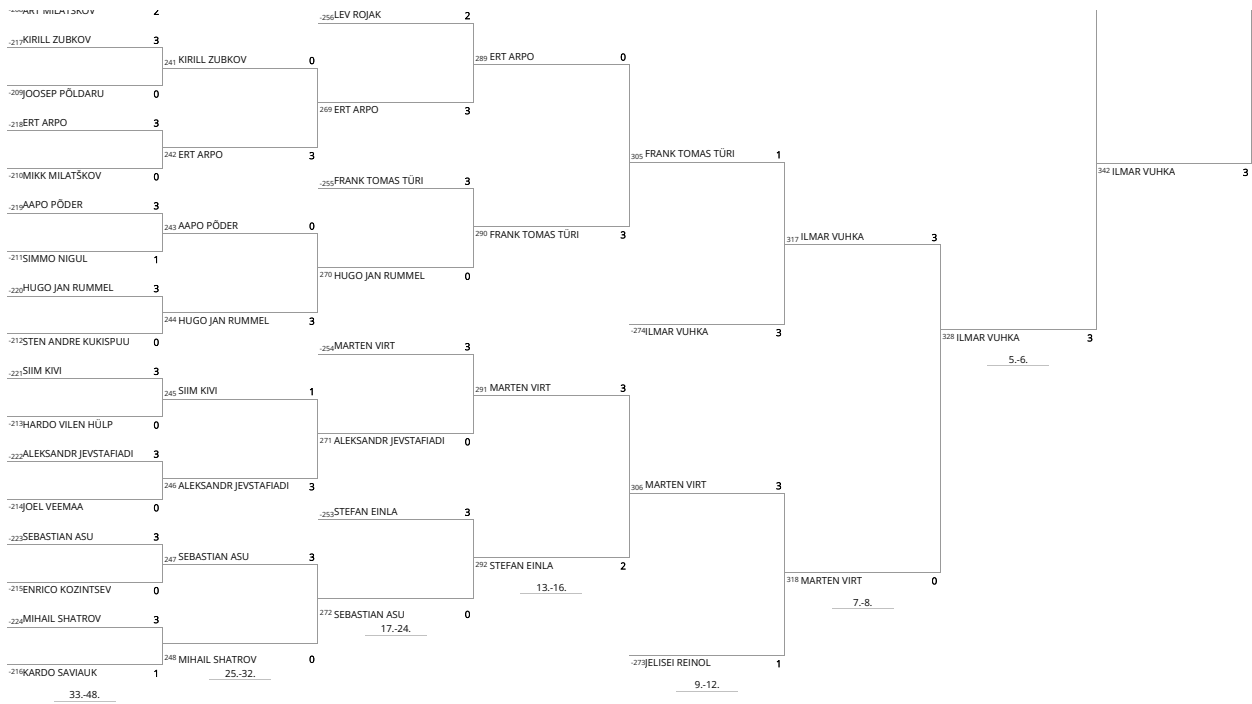 -256 LEV ROJAK 2
-217 KIRILL ZUBKOV 3
241 KIRILL ZUBKOV 0
289 ERT ARPO 0
-209 JOOSEP PÕLDARU 0
269 ERT ARPO 3
-218 ERT ARPO 3
242 ERT ARPO 3
305 FRANK TOMAS TÜRI 1
342 ILMAR VUHKA 3
-210 MIKK MILATŠKOV 0
-255 FRANK TOMAS TÜRI 3
-219 AAPO PÕDER 3
243 AAPO PÕDER 0
290 FRANK TOMAS TÜRI 3
317 ILMAR VUHKA 3
-211 SIMMO NIGUL 1
270 HUGO JAN RUMMEL 0
-220 HUGO JAN RUMMEL 3
244 HUGO JAN RUMMEL 3
-274 ILMAR VUHKA 3
328 ILMAR VUHKA 3
5.-6.
-212 STEN ANDRE KUKISPUU 0
-254 MARTEN VIRT 3
-221 SIIM KIVI 3
245 SIIM KIVI 1
291 MARTEN VIRT 3
-213 HARDO VILEN HÜLP 0
271 ALEKSANDR JEVSTAFIADI 0
-222 ALEKSANDR JEVSTAFIADI 3
246 ALEKSANDR JEVSTAFIADI 3
306 MARTEN VIRT 3
-214 JOEL VEEMAA 0
-253 STEFAN EINLA 3
-223 SEBASTIAN ASU 3
247 SEBASTIAN ASU 3
292 STEFAN EINLA 2
13.-16.
318 MARTEN VIRT 0
7.-8.
-215 ENRICO KOZINTSEV 0
272 SEBASTIAN ASU 0
17.-24.
-224 MIHAIL SHATROV 3
248 MIHAIL SHATROV 0
25.-32.
-273 JELISEI REINOL 1
9.-12.
-216 KARDO SAVIAUK 1
33.-48.